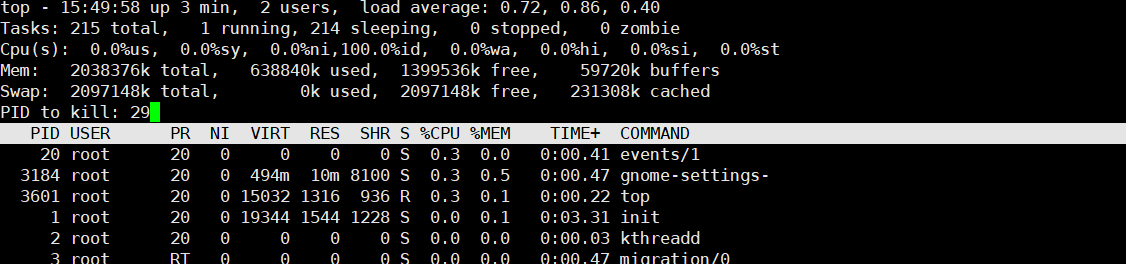 top - 15:49:58 up 3 min,  2 users,  load average: 0.72, 0.86, 0.40
Tasks: 215 total,   1 running, 214 sleeping,   0 stopped,   0 zombie
Cpu(s):  0.0%us,  0.0%sy,  0.0%ni,100.0%id,  0.0%wa,  0.0%hi,  0.0%si,  0.0%st
Mem:   2038376k total,   638840k used,  1399536k free,    59720k buffers
Swap:  2097148k total,        0k used,  2097148k free,   231308k cached
PID to kill: 29
  PID USER      PR  NI  VIRT  RES  SHR S %CPU %MEM    TIME+  COMMAND
   20 root      20   0     0    0    0 S  0.3  0.0   0:00.41 events/1
 3184 root      20   0  494m  10m 8100 S  0.3  0.5   0:00.47 gnome-settings-
 3601 root      20   0 15032 1316  936 R  0.3  0.1   0:00.22 top
    1 root      20   0 19344 1544 1228 S  0.0  0.1   0:03.31 init
    2 root      20   0     0    0    0 S  0.0  0.0   0:00.03 kthreadd
    3 root      RT   0     0    0    0 S  0.0  0.0   0:00.47 migration/0